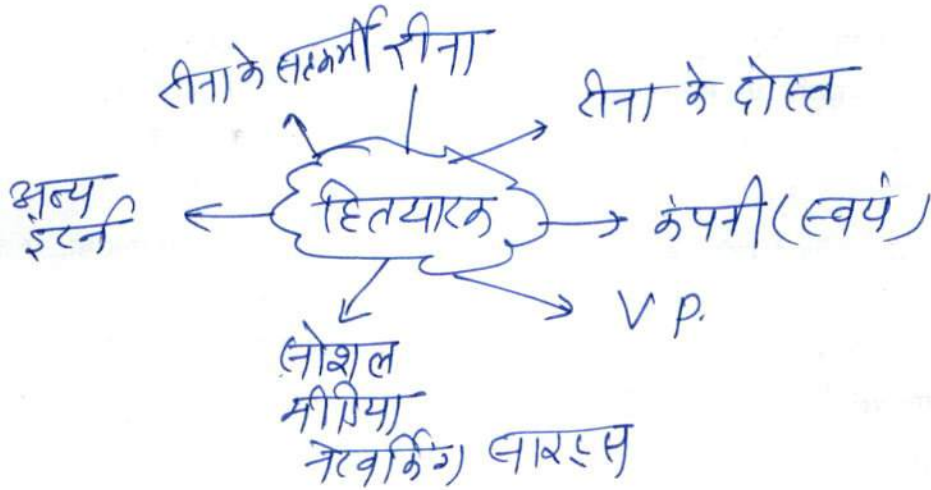 रीना के सहकर्मी रीना
रीना के दोस्त
अन्य
इंटर्न
हितधारक
कंपनी (स्वयं)
V P.
सोशल
मीडिया
नेटवर्किंग साइट्स